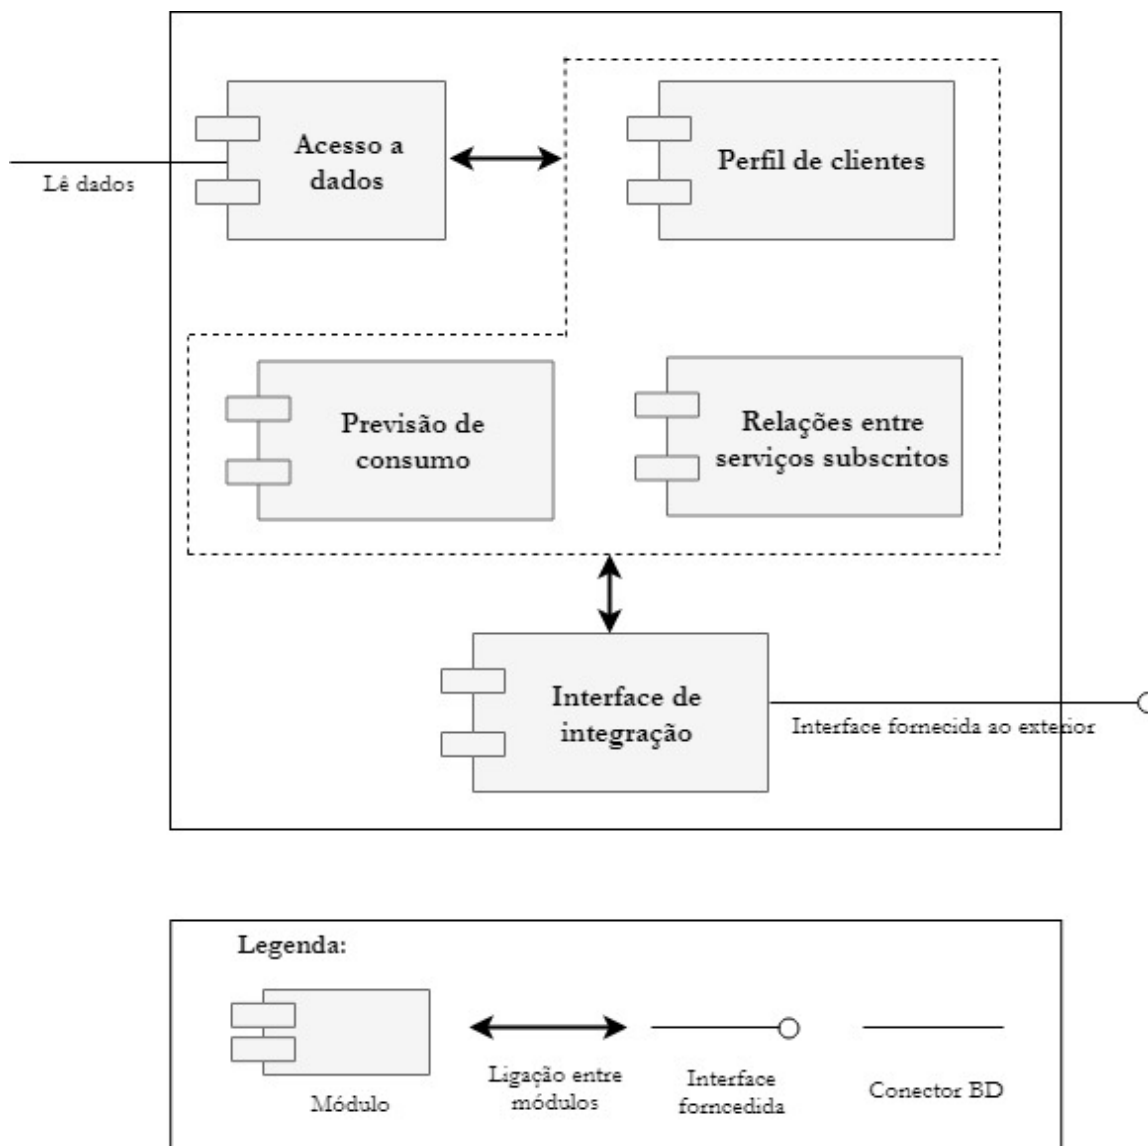 Acesso a
dados
Perfil de clientes
Lê dados
Previsão de
consumo
Relações entre
serviços subscritos
Interface de
integração
Interface fornecida ao exterior
Legenda:
Módulo
Ligação entre
módulos
Interface
forncedida
Conector BD